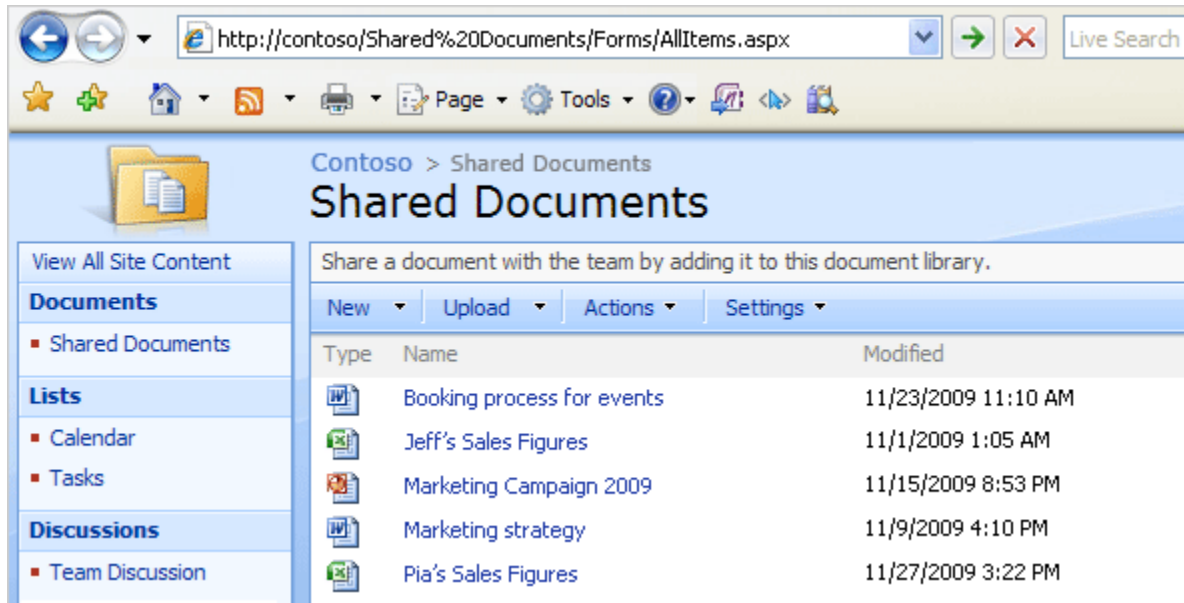 http://contoso/Shared%20Documents/Forms/AllItems.aspx
Live Search
Page
Tools
Contoso > Shared Documents
Shared Documents
View All Site Content
Documents
Shared Documents
Lists
Calendar
Tasks
Discussions
Team Discussion
Share a document with the team by adding it to this document library.
New Upload Actions Settings
Type Name Modified
Booking process for events 11/23/2009 11:10 AM
Jeff's Sales Figures 11/1/2009 1:05 AM
Marketing Campaign 2009 11/15/2009 8:53 PM
Marketing strategy 11/9/2009 4:10 PM
Pia's Sales Figures 11/27/2009 3:22 PM